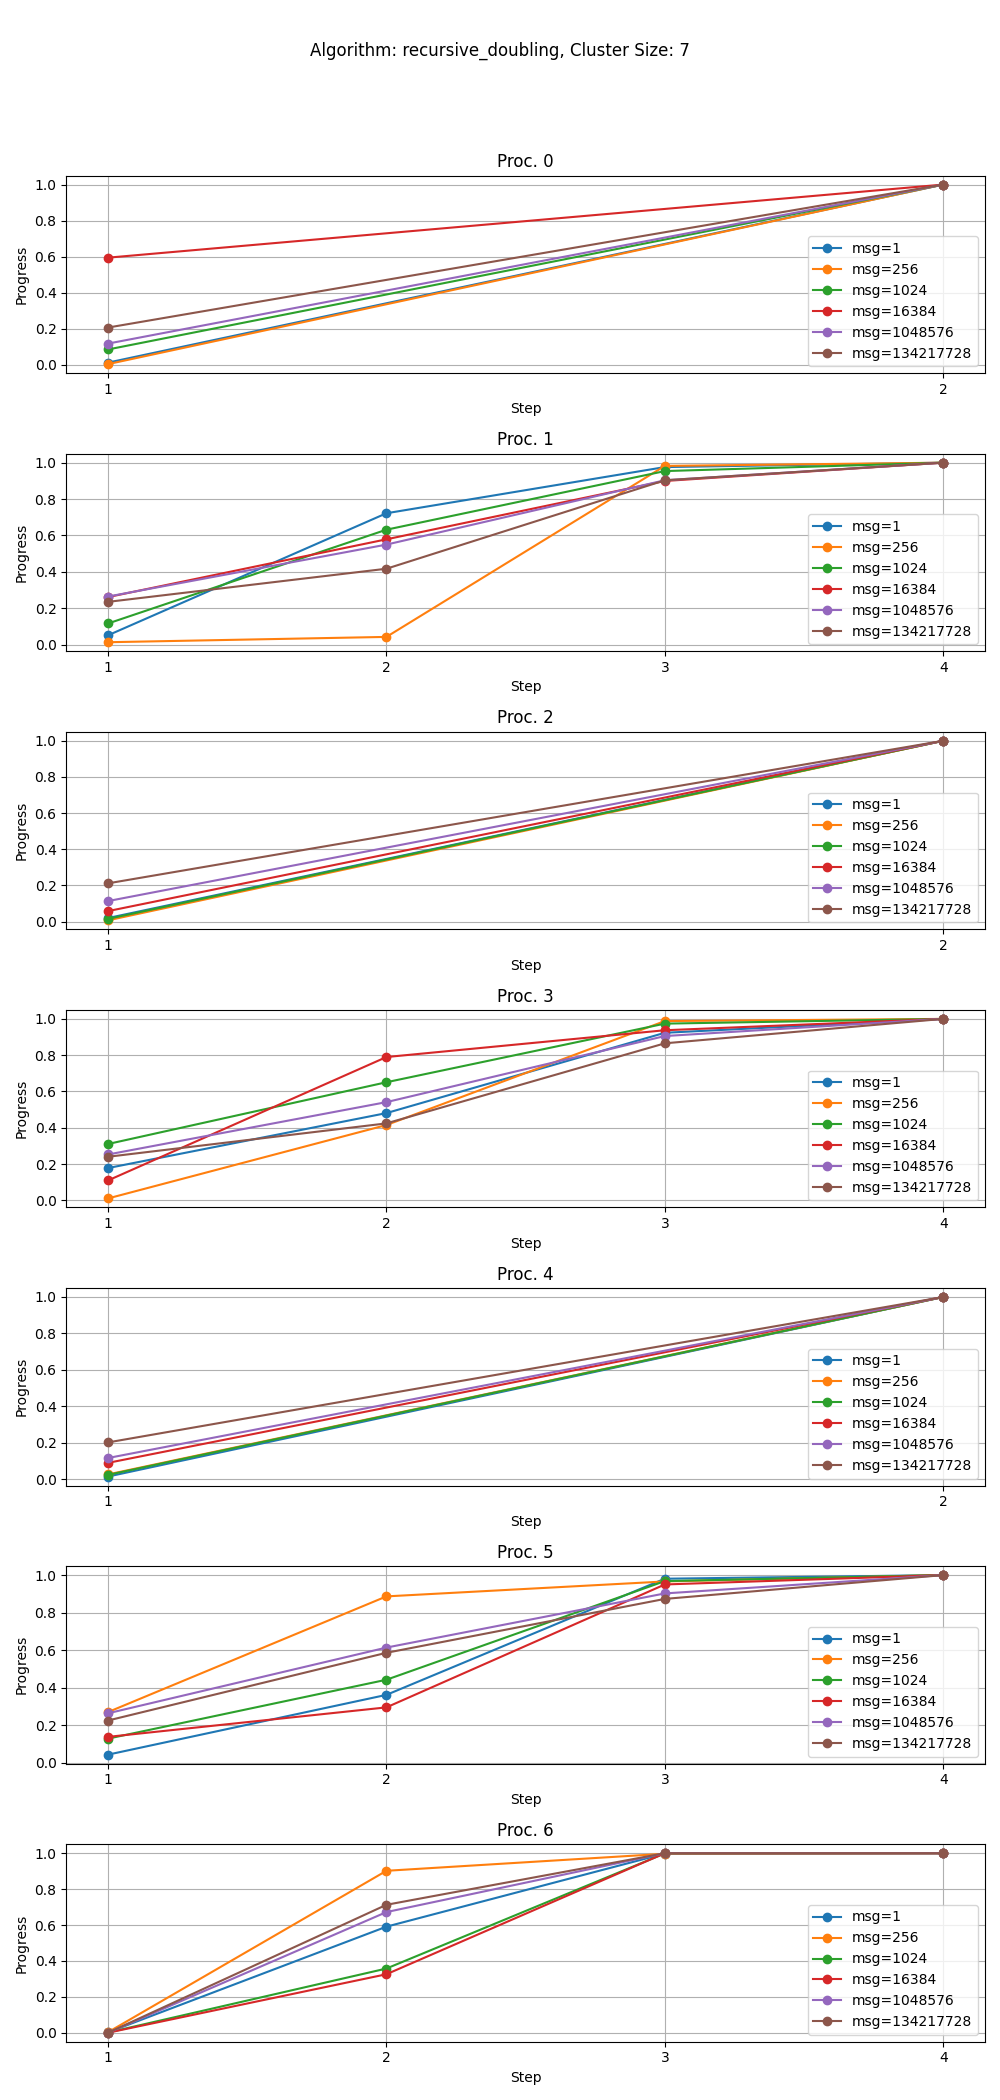 Algorithm: recursive_doubling, Cluster Size: 7
Proc. 0
Progress
1.0
0.8
0.6
0.4
0.2
0.0
msg=1
msg=256
msg=1024
msg=16384
msg=1048576
msg=134217728
1 2
Step
Proc. 1
Progress
1.0
0.8
0.6
0.4
0.2
0.0
msg=1
msg=256
msg=1024
msg=16384
msg=1048576
msg=134217728
1 2 3 4
Step
Proc. 2
Progress
1.0
0.8
0.6
0.4
0.2
0.0
msg=1
msg=256
msg=1024
msg=16384
msg=1048576
msg=134217728
1 2
Step
Proc. 3
Progress
1.0
0.8
0.6
0.4
0.2
0.0
msg=1
msg=256
msg=1024
msg=16384
msg=1048576
msg=134217728
1 2 3 4
Step
Proc. 4
Progress
1.0
0.8
0.6
0.4
0.2
0.0
msg=1
msg=256
msg=1024
msg=16384
msg=1048576
msg=134217728
1 2
Step
Proc. 5
Progress
1.0
0.8
0.6
0.4
0.2
0.0
msg=1
msg=256
msg=1024
msg=16384
msg=1048576
msg=134217728
1 2 3 4
Step
Proc. 6
Progress
1.0
0.8
0.6
0.4
0.2
0.0
msg=1
msg=256
msg=1024
msg=16384
msg=1048576
msg=134217728
1 2 3 4
Step